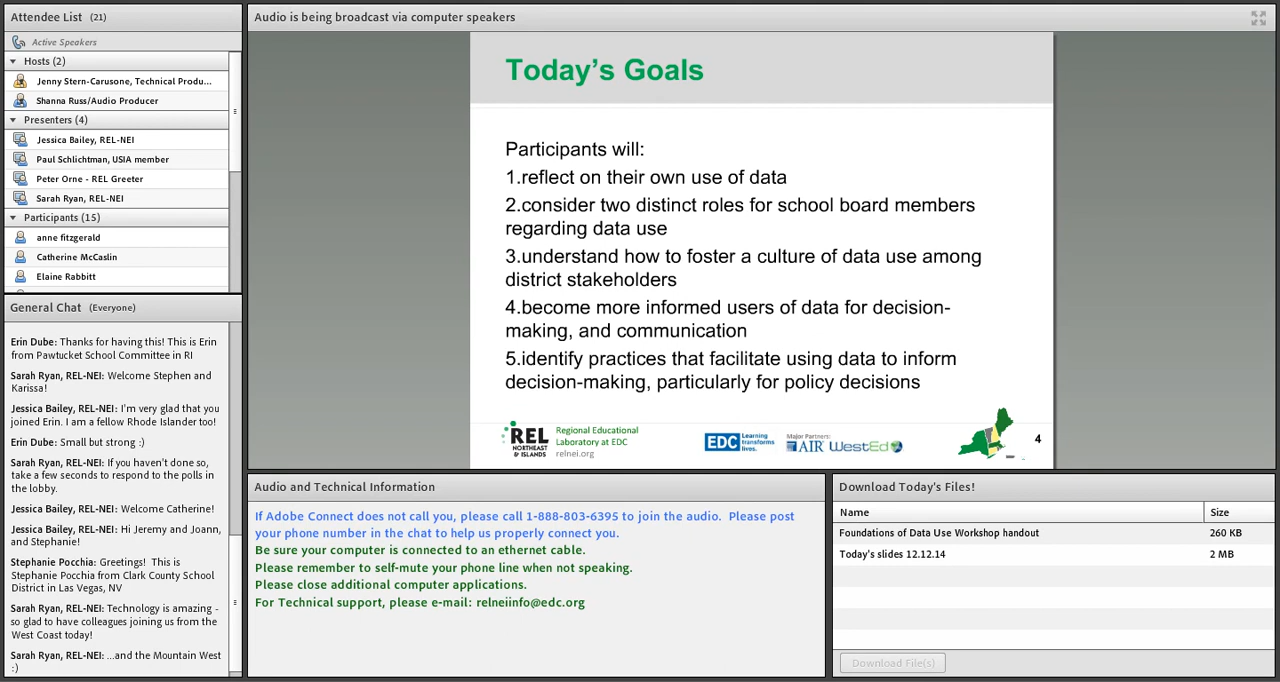 Attendee List (21)
Active Speakers
Hosts (2)
Jenny Stern-Carusone, Technical Produ...
Shanna Russ/Audio Producer
Presenters (4)
Jessica Bailey, REL-NEI
Paul Schlichtman, USIA member
Peter Orne - REL Greeter
Sarah Ryan, REL-NEI
Participants (15)
anne fitzgerald
Catherine McCaslin
Elaine Rabbitt
General Chat (Everyone)
Erin Dube: Thanks for having this! This is Erin
from Pawtucket School Committee in RI
Sarah Ryan, REL-NEI: Welcome Stephen and
Karissa!
Jessica Bailey, REL-NEI: I'm very glad that you
joined Erin. I am a fellow Rhode Islander too!
Erin Dube: Small but strong :)
Sarah Ryan, REL-NEI: If you haven't done so,
take a few seconds to respond to the polls in
the lobby.
Jessica Bailey, REL-NEI: Welcome Catherine!
Jessica Bailey, REL-NEI: Hi Jeremy and Joann,
and Stephanie!
Stephanie Pocchia: Greetings! This is
Stephanie Pocchia from Clark County School
District in Las Vegas, NV
Sarah Ryan, REL-NEI: Technology is amazing -
so glad to have colleagues joining us from the
West Coast today!
Sarah Ryan, REL-NEI: ...and the Mountain West
:)
Audio is being broadcast via computer speakers
Today's Goals
Participants will:
1.reflect on their own use of data
2.consider two distinct roles for school board members
regarding data use
3.understand how to foster a culture of data use among
district stakeholders
4.become more informed users of data for decision-
making, and communication
5.identify practices that facilitate using data to inform
decision-making, particularly for policy decisions
REL
NORTHEAST
& ISLANDS
Regional Educational
Laboratory at EDC
relnei.org
EDC Learning
transforms
lives.
Major Partners:
AIR WestEd
4
Audio and Technical Information
If Adobe Connect does not call you, please call 1-888-803-6395 to join the audio. Please post
your phone number in the chat to help us properly connect you.
Be sure your computer is connected to an ethernet cable.
Please remember to self-mute your phone line when not speaking.
Please close additional computer applications.
For Technical support, please e-mail: relneiinfo@edc.org
Download Today's Files!
Name Size
Foundations of Data Use Workshop handout 260 KB
Today's slides 12.12.14 2 MB
Download File(s)